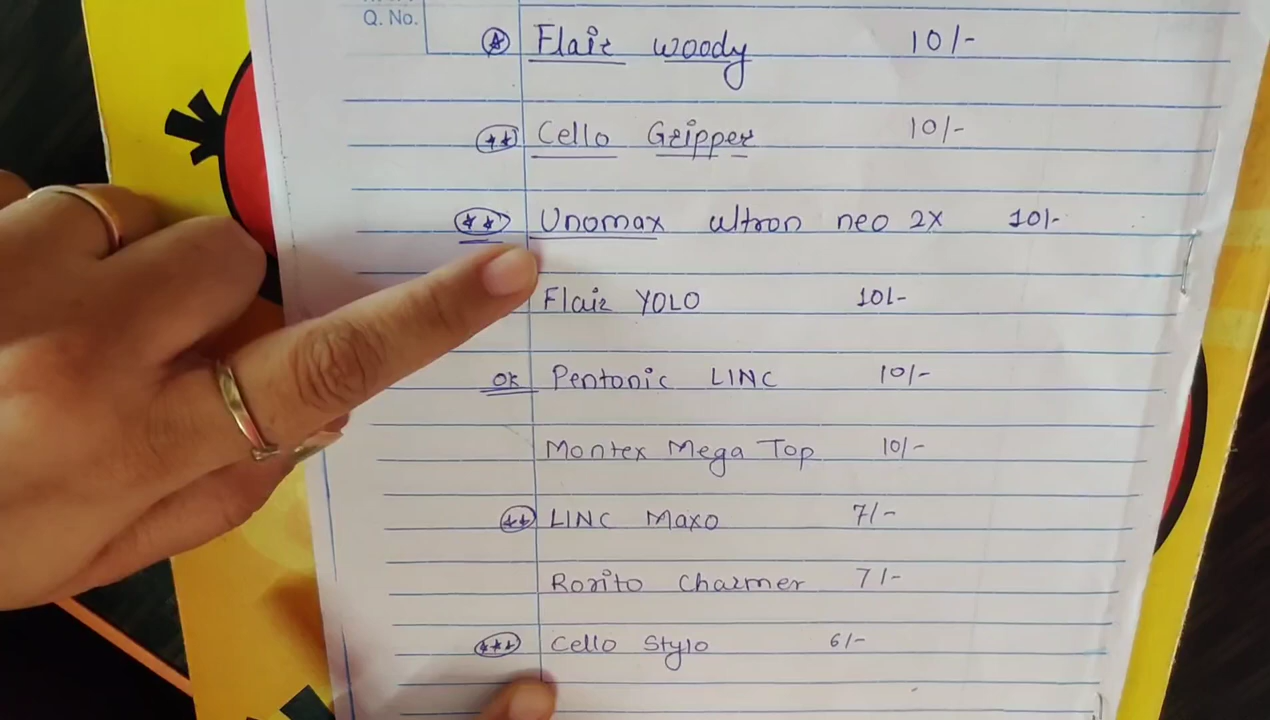 Q. No.
Flair woody 10/-
Cello Gripper 10/-
Unomax ultron neo 2X 10/-
Flair YOLO 10/-
OK Pentonic LINC 10/-
Montex Mega Top 10/-
LINC Maxo 7/-
Rorito Charmer 7/-
Cello Stylo 6/-